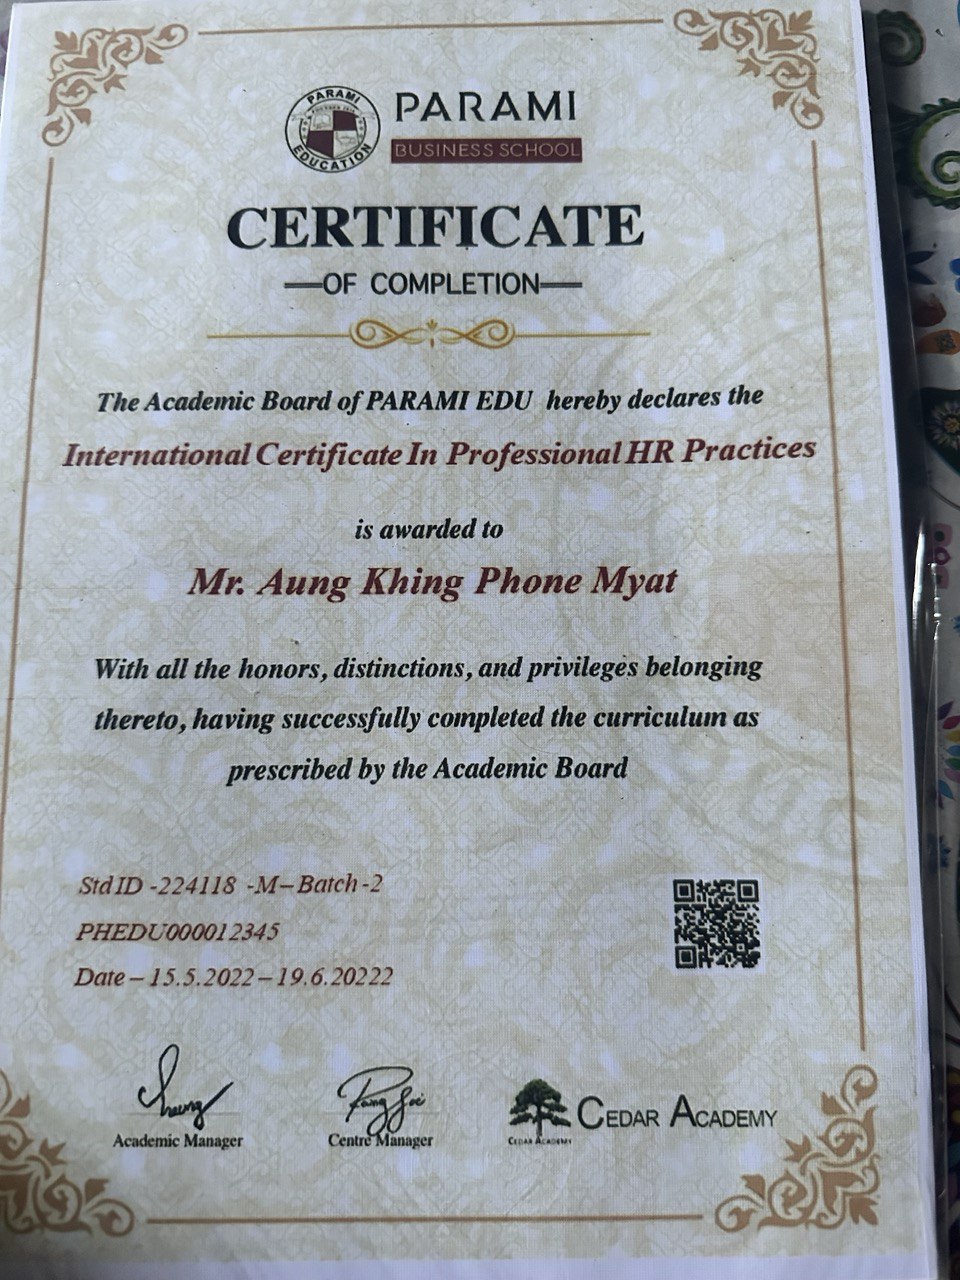 PARAMI
EDUCATION
PARAMI
BUSINESS SCHOOL
CERTIFICATE
OF COMPLETION
The Academic Board of PARAMI EDU hereby declares the
International Certificate In Professional HR Practices
is awarded to
Mr. Aung Khing Phone Myat
With all the honors, distinctions, and privileges belonging
thereto, having successfully completed the curriculum as
prescribed by the Academic Board
Std ID -224118 -M-Batch-2
PHEDU000012345
Date – 15.5.2022 – 19.6.20222
Academic Manager
Centre Manager
CEDAR ACADEMY
CEDAR ACADEMY